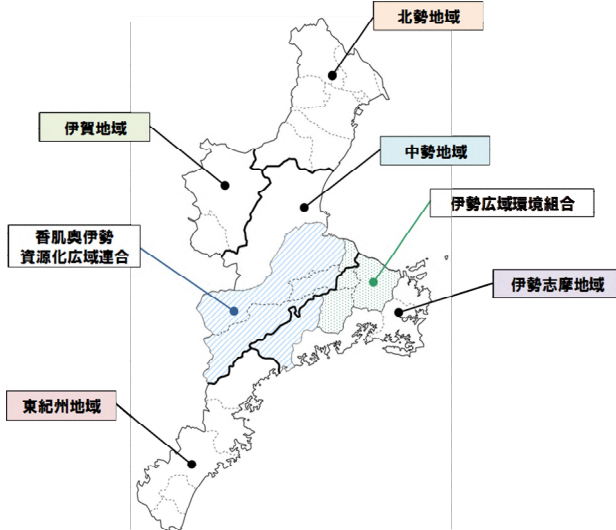 北勢地域
伊賀地域
中勢地域
伊勢広域環境組合
香肌奥伊勢
資源化広域連合
伊勢志摩地域
東紀州地域